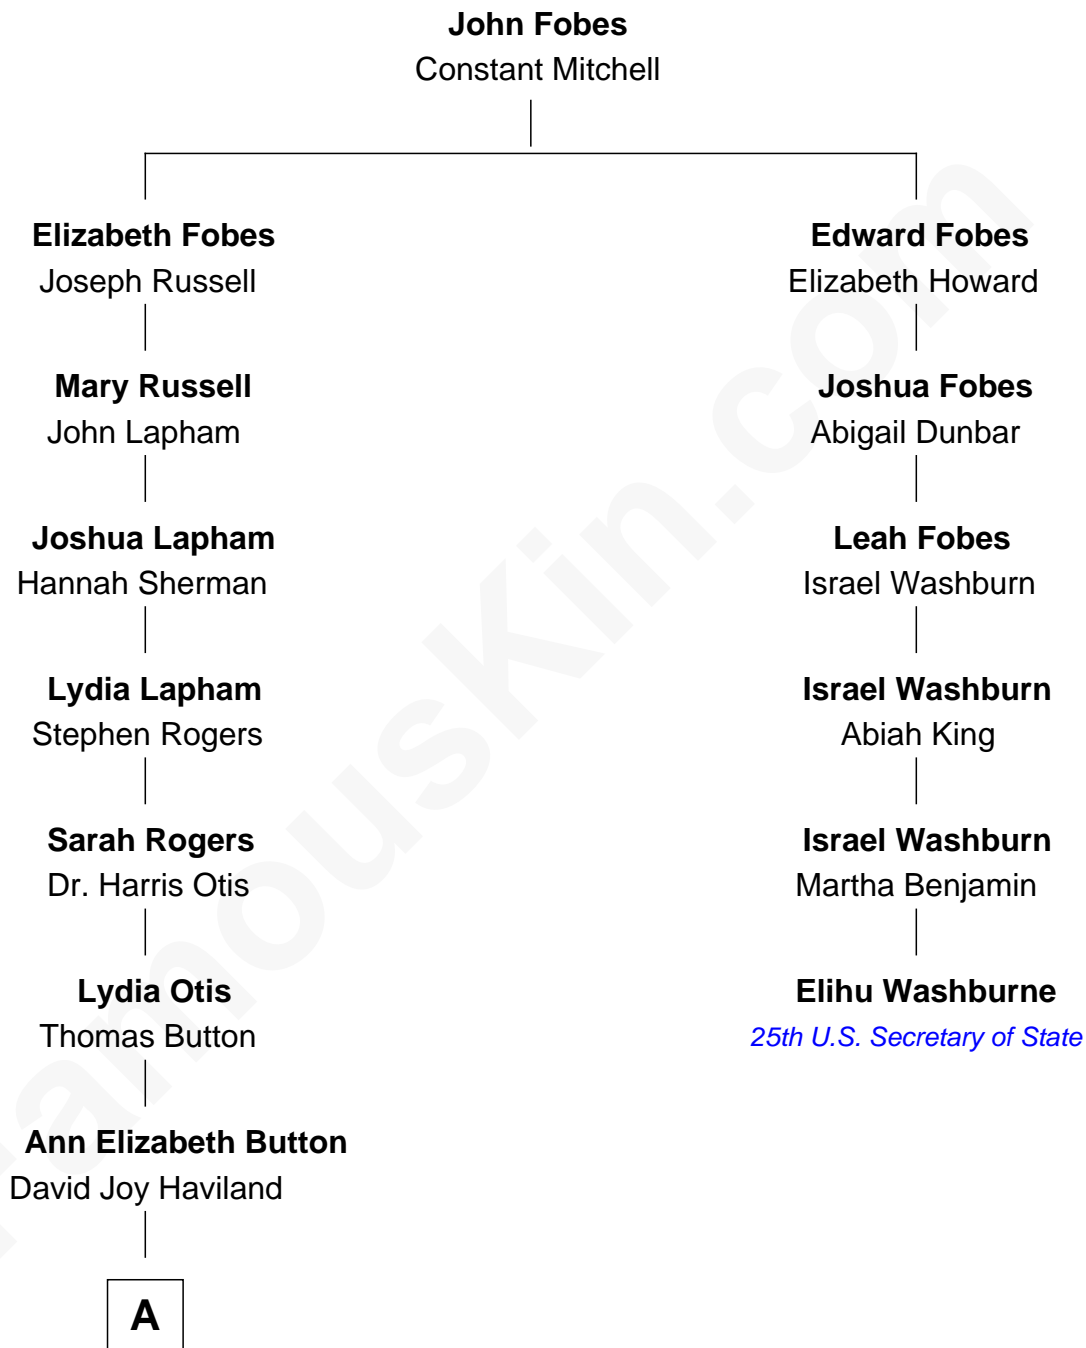 John Fobes
Constant Mitchell
Elizabeth Fobes
Joseph Russell
Edward Fobes
Elizabeth Howard
Mary Russell
John Lapham
Joshua Fobes
Abigail Dunbar
Joshua Lapham
Hannah Sherman
Leah Fobes
Israel Washburn
Lydia Lapham
Stephen Rogers
Israel Washburn
Abiah King
Sarah Rogers
Dr. Harris Otis
Israel Washburn
Martha Benjamin
Lydia Otis
Thomas Button
Elihu Washburne
25th U.S. Secretary of State
Ann Elizabeth Button
David Joy Haviland
A
FamousKin.com